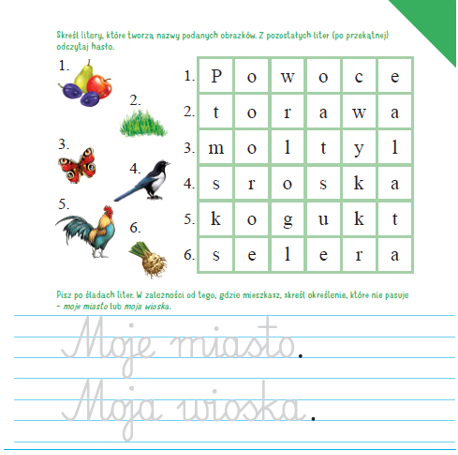 Skreśl litery, które tworzą nazwy podanych obrazków. Z pozostałych liter (po przekątnej)
odczytaj hasło.
1.
2.
3.
4.
5.
6.
1. P o w o c e
2. t o r a w a
3. m o l t y l
4. s r o s k a
5. k o g u k t
6. s e l e r a
Pisz po śladach liter. W zależności od tego, gdzie mieszkasz, skreśl określenie, które nie pasuje
– moje miasto lub moja wioska.
Moje miasto.
Moja wioska.